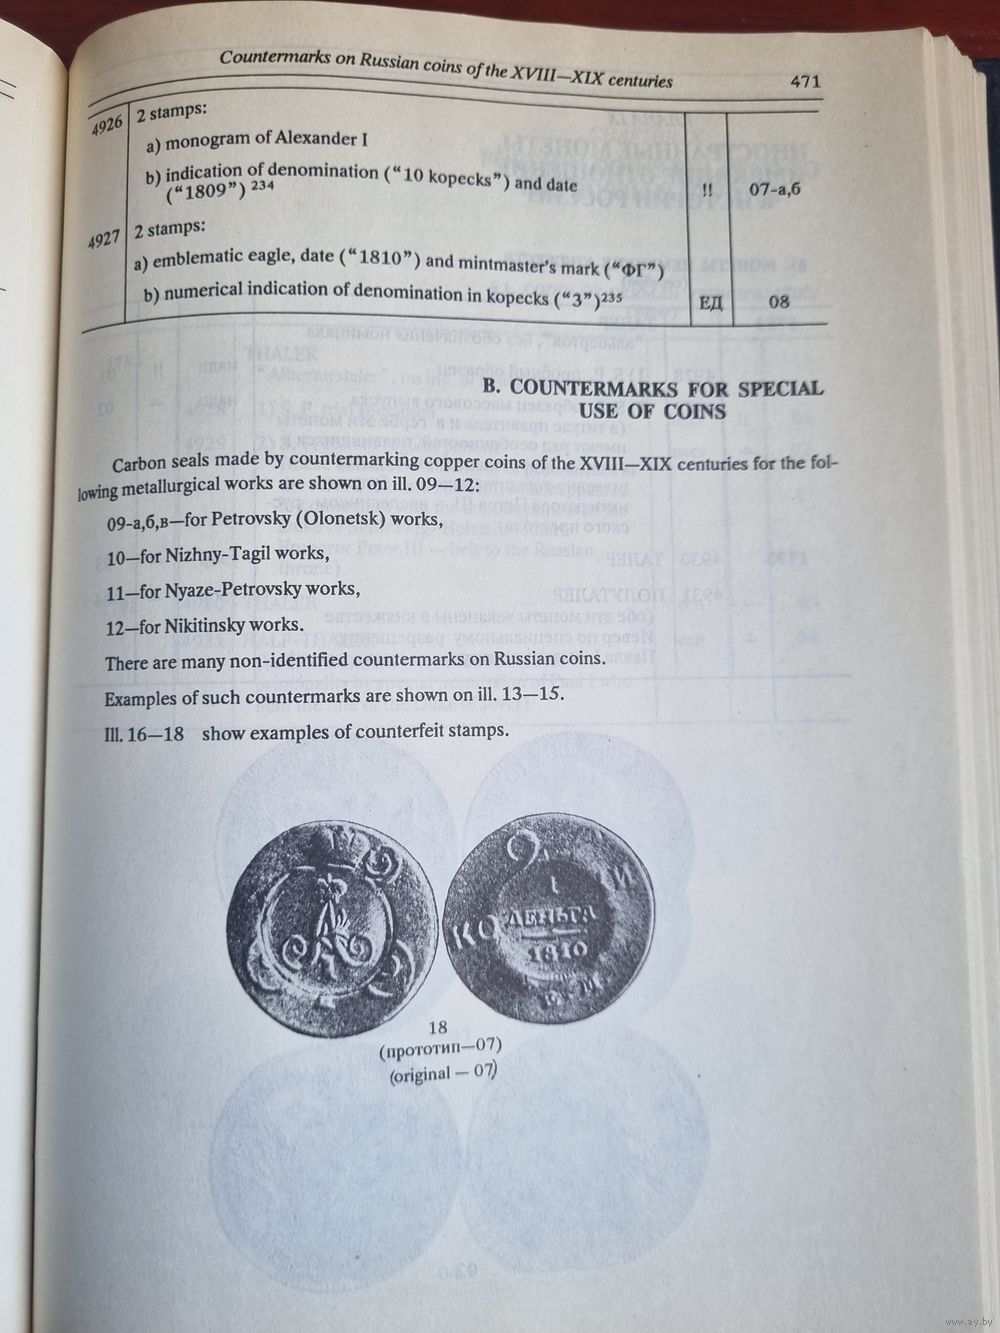 Countermarks on Russian coins of the XVIII—XIX centuries 471
4926 2 stamps:
a) monogram of Alexander I
b) indication of denomination (“10 kopecks”) and date
(“1809”) 234 !! 07-а,б
4927 2 stamps:
a) emblematic eagle, date (“1810”) and mintmaster's mark (“ФГ”)
b) numerical indication of denomination in kopecks (“3”)235 ЕД 08
B. COUNTERMARKS FOR SPECIAL
USE OF COINS
Carbon seals made by countermarking copper coins of the XVIII—XIX centuries for the fol-
lowing metallurgical works are shown on ill. 09—12:
09-а,б,в—for Petrovsky (Olonetsk) works,
10—for Nizhny-Tagil works,
11—for Nyaze-Petrovsky works,
12—for Nikitinsky works.
There are many non-identified countermarks on Russian coins.
Examples of such countermarks are shown on ill. 13—15.
Ill. 16—18 show examples of counterfeit stamps.
2
1
И
КО ДЕНЬГА
1810
Е.М.
18
(прототип—07)
(original — 07)
www.ay.by